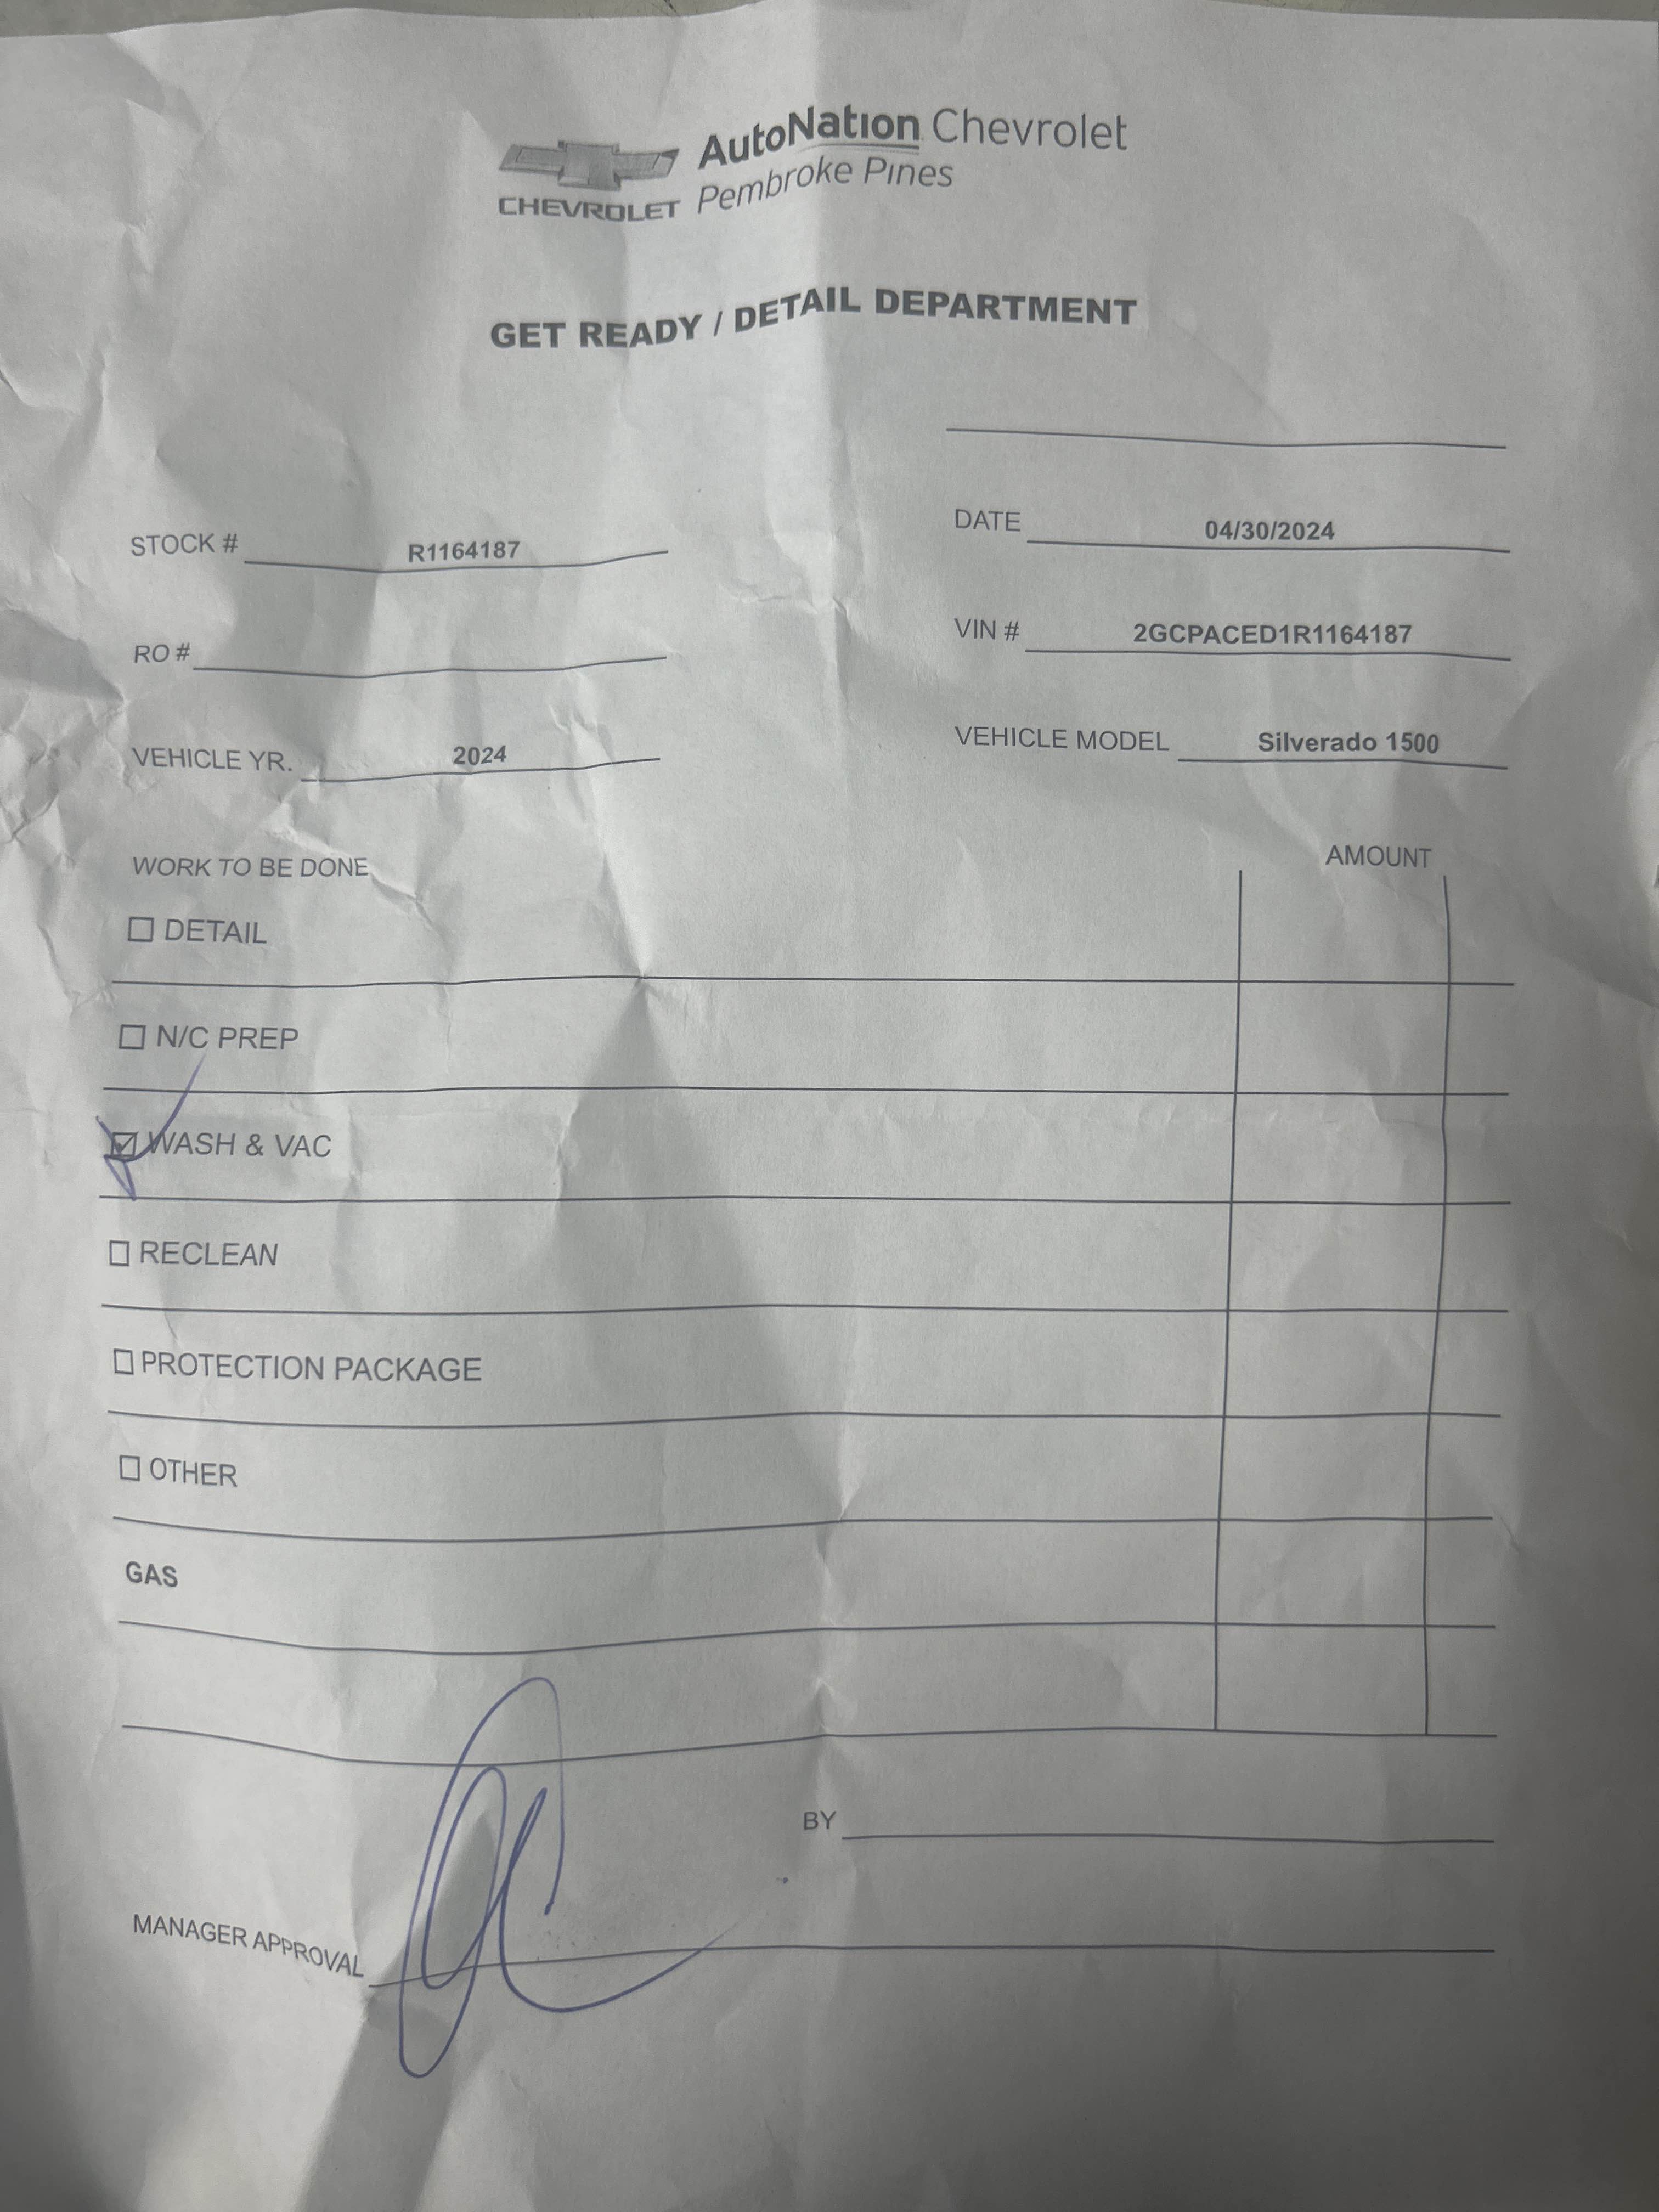 AutoNation Chevrolet
CHEVROLET Pembroke Pines
GET READY / DETAIL DEPARTMENT
STOCK # R1164187
DATE 04/30/2024
RO #
VIN # 2GCPACED1R1164187
VEHICLE YR. 2024
VEHICLE MODEL Silverado 1500
WORK TO BE DONE
AMOUNT
☐ DETAIL
☐ N/C PREP
☑ WASH & VAC
☐ RECLEAN
☐ PROTECTION PACKAGE
☐ OTHER
GAS
BY
MANAGER APPROVAL